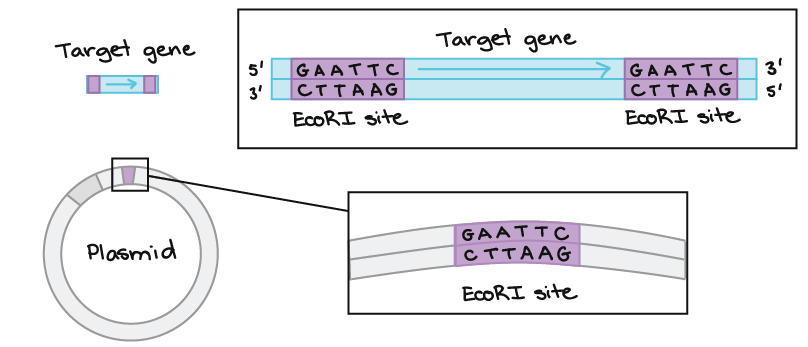 Target gene
Target gene
5' GAATTC GAATTC 3'
3' CTTAAG CTTAAG 5'
EcoRI site EcoRI site
Plasmid
GAATTC
CTTAAG
EcoRI site